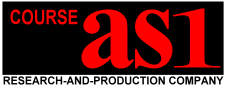 COURSE
as1
RESEARCH-AND-PRODUCTION COMPANY